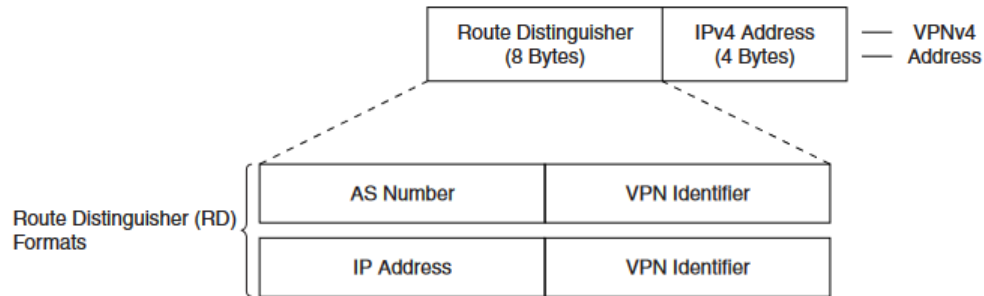 Route Distinguisher
(8 Bytes)
IPv4 Address
(4 Bytes)
VPNv4
Address
AS Number
VPN Identifier
Route Distinguisher (RD)
Formats
IP Address
VPN Identifier